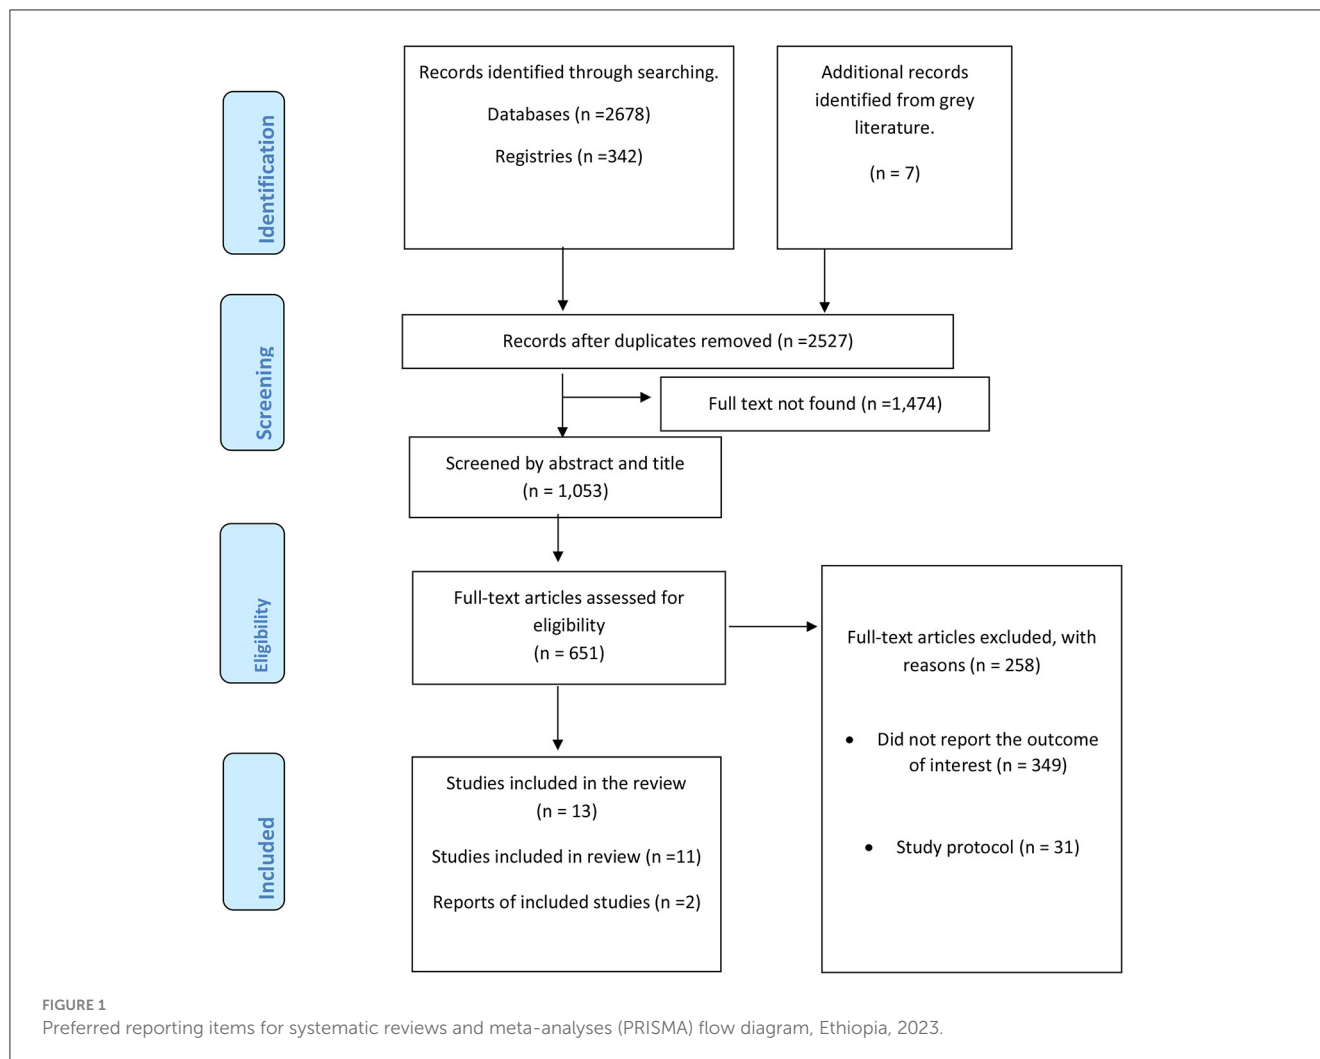 Identification
Records identified through searching.
Databases (n =2678)
Registries (n =342)
Additional records
identified from grey
literature.
(n = 7)
Screening
Records after duplicates removed (n =2527)
Full text not found (n =1,474)
Screened by abstract and title
(n = 1,053)
Eligibility
Full-text articles assessed for
eligibility
(n = 651)
Full-text articles excluded, with
reasons (n = 258)
• Did not report the outcome
of interest (n = 349)
• Study protocol (n = 31)
Included
Studies included in the review
(n = 13)
Studies included in review (n =11)
Reports of included studies (n =2)
FIGURE 1
Preferred reporting items for systematic reviews and meta-analyses (PRISMA) flow diagram, Ethiopia, 2023.